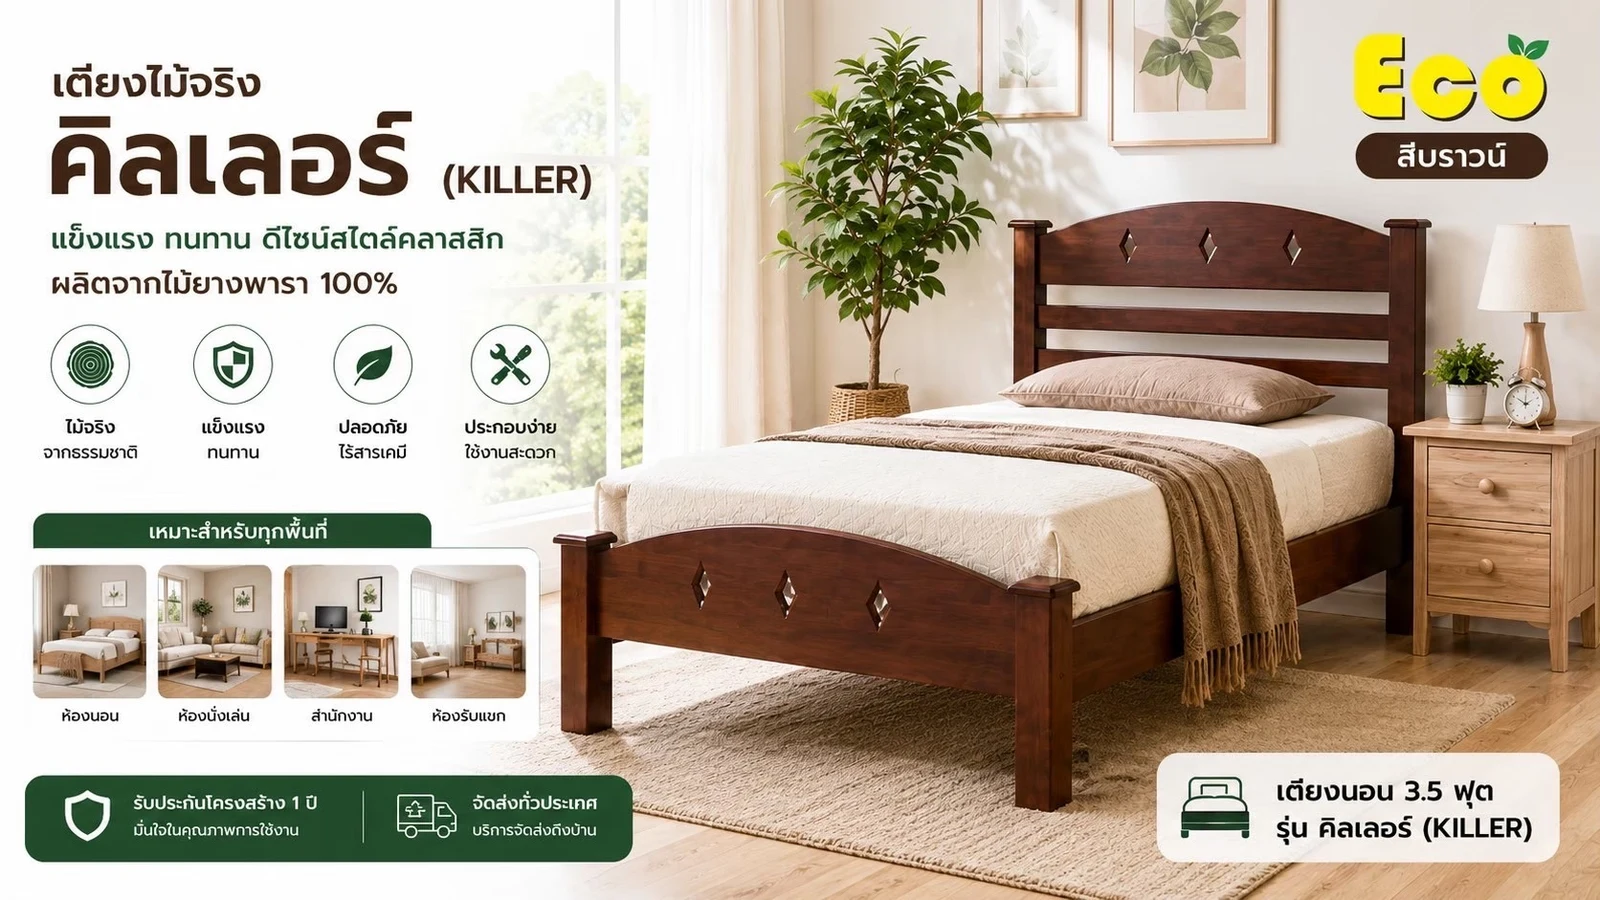 เตียงไม้จริง
คิลเลอร์ (KILLER)
แข็งแรง ทนทาน ดีไซน์สไตล์คลาสสิก
ผลิตจากไม้ยางพารา 100%
ไม้จริง
จากธรรมชาติ
แข็งแรง
ทนทาน
ปลอดภัย
ไร้สารเคมี
ประกอบง่าย
ใช้งานสะดวก
เหมาะสำหรับทุกพื้นที่
ห้องนอน
ห้องนั่งเล่น
สำนักงาน
ห้องรับแขก
รับประกันโครงสร้าง 1 ปี
มั่นใจในคุณภาพการใช้งาน
จัดส่งทั่วประเทศ
บริการจัดส่งถึงบ้าน
Eco
สีบราวน์
เตียงนอน 3.5 ฟุต
รุ่น คิลเลอร์ (KILLER)